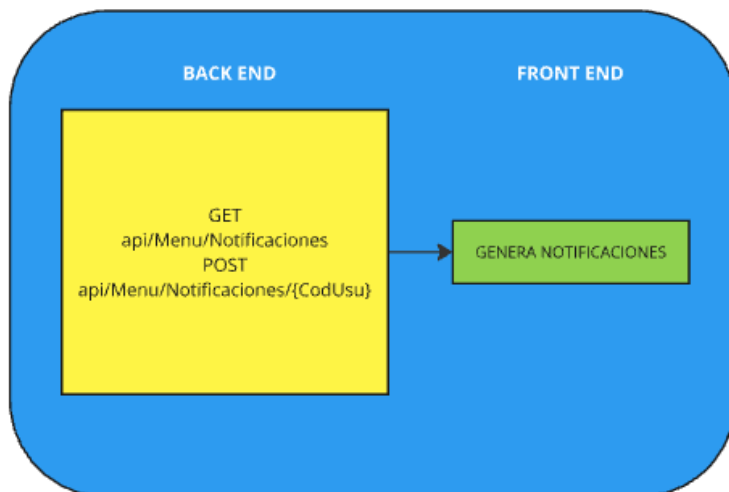 BACK END
FRONT END
GET
api/Menu/Notificaciones
POST
api/Menu/Notificaciones/{CodUsu}
GENERA NOTIFICACIONES